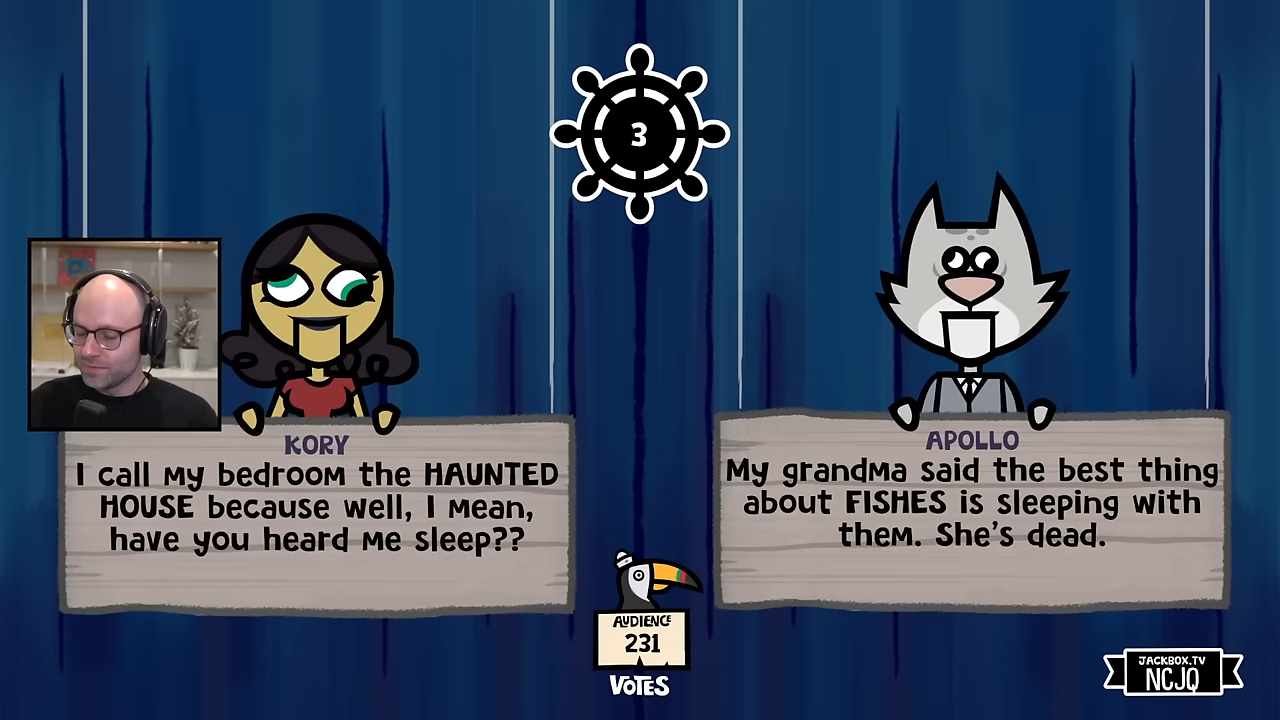 3
KORY
I call my bedroom the HAUNTED
HOUSE because well, I mean,
have you heard me sleep??
APOLLO
My grandma said the best thing
about FISHES is sleeping with
them. She's dead.
AUDIENCE
231
VOTES
JACKBOX.TV
NCJQ